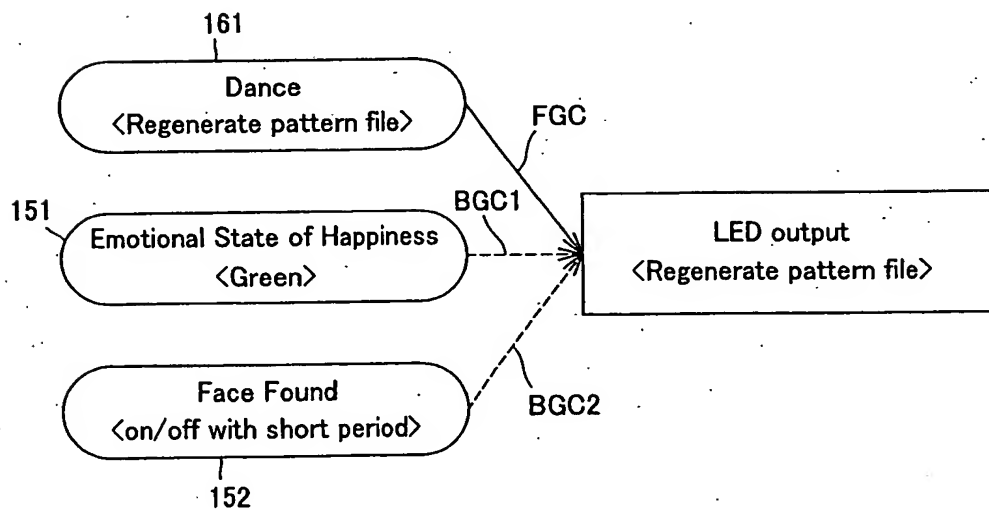 161
Dance
<Regenerate pattern file>
FGC
151
BGC1
Emotional State of Happiness
<Green>
LED output
<Regenerate pattern file>
Face Found
<on/off with short period>
BGC2
152